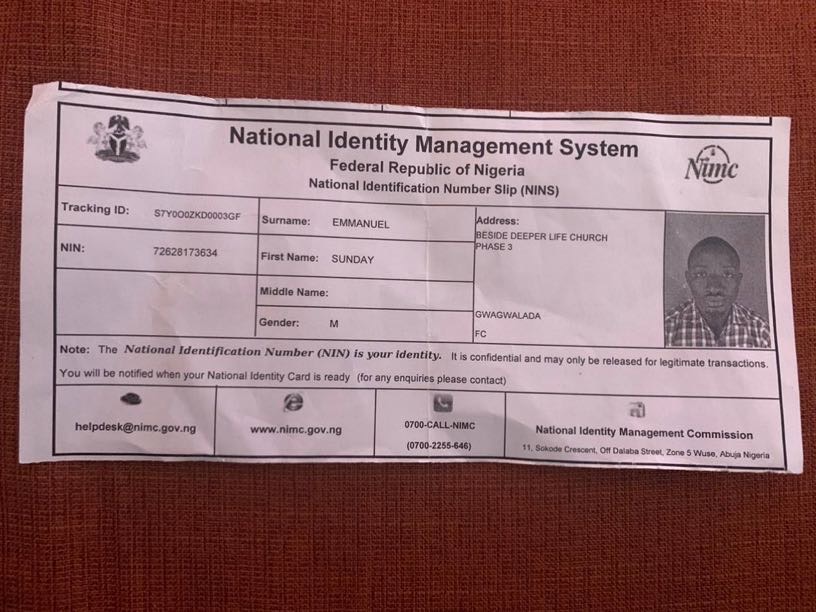 National Identity Management System
Federal Republic of Nigeria
National Identification Number Slip (NINS)
Nimc
Tracking ID: S7Y0O0ZKD0003GF
NIN: 72628173634
Surname: EMMANUEL
First Name: SUNDAY
Middle Name:
Gender: M
Address:
BESIDE DEEPER LIFE CHURCH
PHASE 3
GWAGWALADA
FC
Note: The National Identification Number (NIN) is your identity. It is confidential and may only be released for legitimate transactions.
You will be notified when your National Identity Card is ready (for any enquiries please contact)
helpdesk@nimc.gov.ng
www.nimc.gov.ng
0700-CALL-NIMC
(0700-2255-646)
National Identity Management Commission
11, Sokode Crescent, Off Dalaba Street, Zone 5 Wuse, Abuja Nigeria